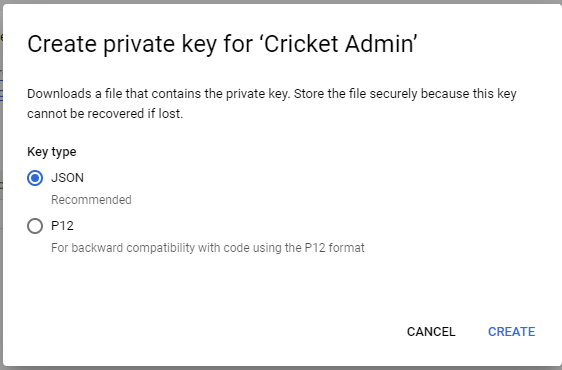 Create private key for ‘Cricket Admin’
Downloads a file that contains the private key. Store the file securely because this key
cannot be recovered if lost.
Key type
JSON
Recommended
P12
For backward compatibility with code using the P12 format
CANCEL CREATE